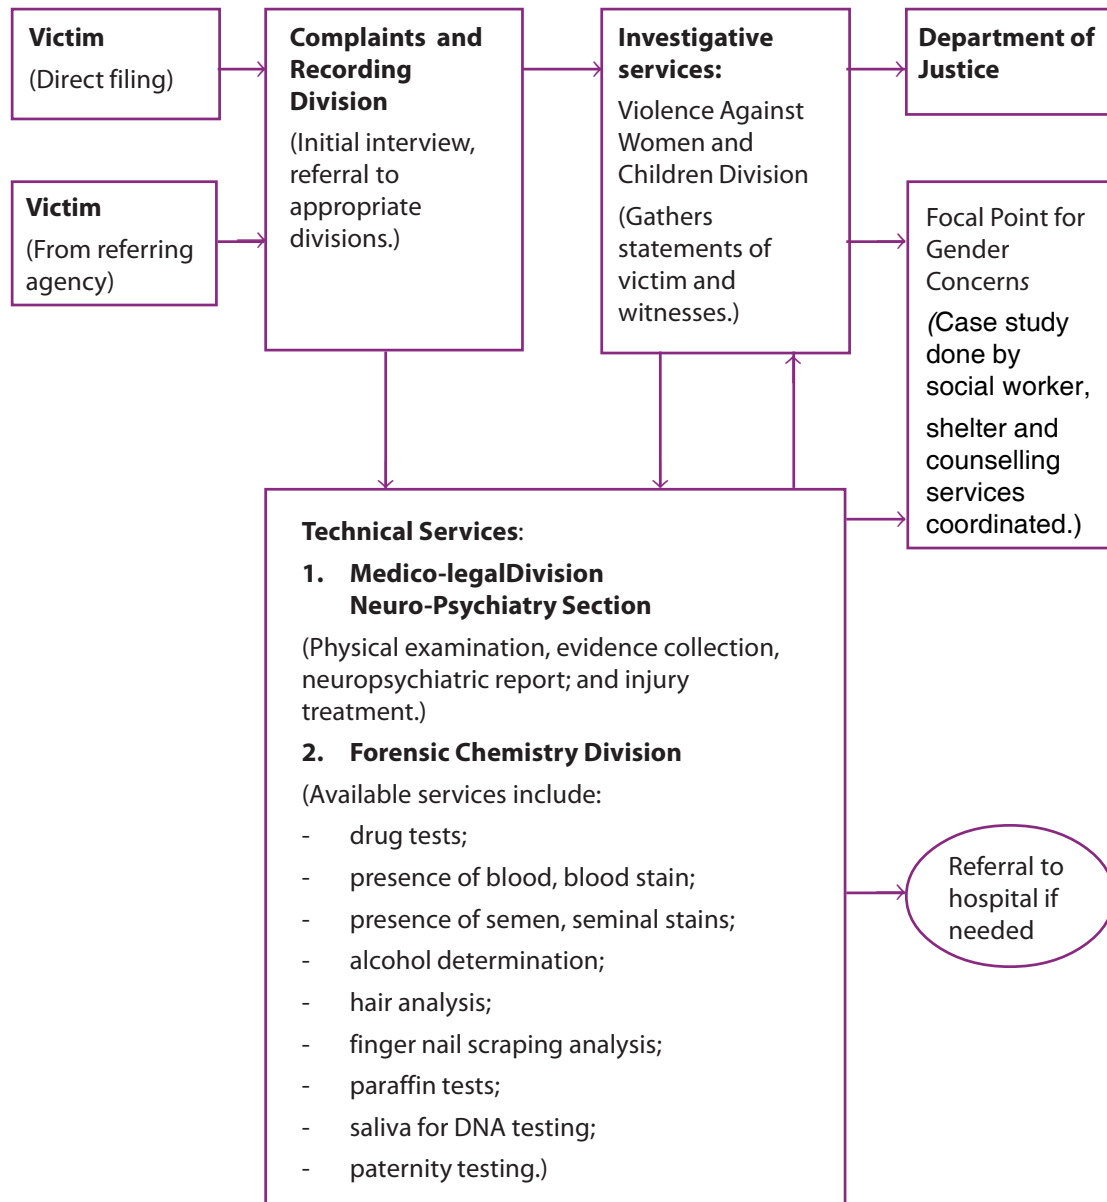 Victim
(Direct filing)
Victim
(From referring
agency)
Complaints and
Recording
Division
(Initial interview,
referral to
appropriate
divisions.)
Investigative
services:
Violence Against
Women and
Children Division
(Gathers
statements of
victim and
witnesses.)
Department of
Justice
Focal Point for
Gender
Concerns
(Case study
done by
social worker,
shelter and
counselling
services
coordinated.)
Technical Services:
1. Medico-legalDivision
Neuro-Psychiatry Section
(Physical examination, evidence collection,
neuropsychiatric report; and injury
treatment.)
2. Forensic Chemistry Division
(Available services include:
- drug tests;
- presence of blood, blood stain;
- presence of semen, seminal stains;
- alcohol determination;
- hair analysis;
- finger nail scraping analysis;
- paraffin tests;
- saliva for DNA testing;
- paternity testing.)
Referral to
hospital if
needed